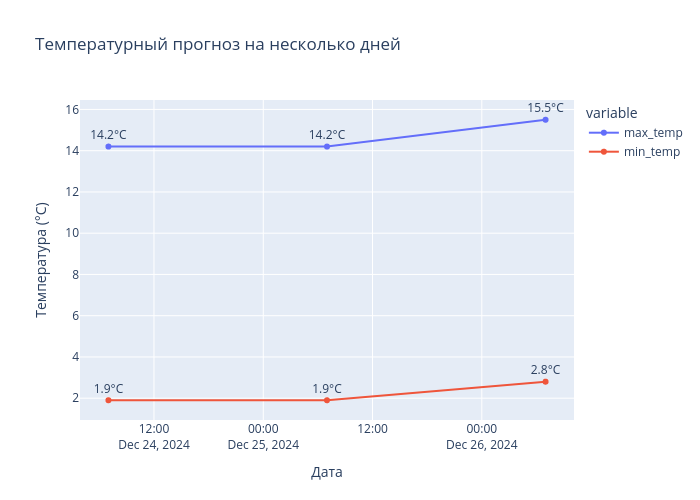 Температурный прогноз на несколько дней
variable
max_temp
min_temp
Температура (°C)
16
14
12
10
8
6
4
2
14.2°C
14.2°C
15.5°C
1.9°C
1.9°C
2.8°C
12:00
Dec 24, 2024
00:00
Dec 25, 2024
12:00
00:00
Dec 26, 2024
Дата